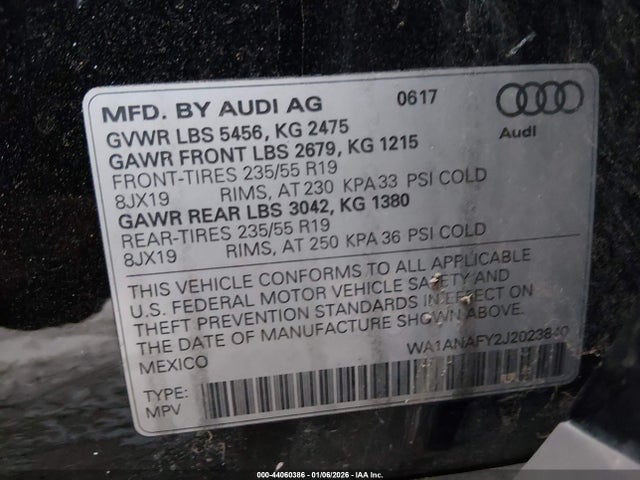 MFD. BY AUDI AG 0617
Audi
GVWR LBS 5456, KG 2475
GAWR FRONT LBS 2679, KG 1215
FRONT-TIRES 235/55 R19
8JX19 RIMS, AT 230 KPA 33 PSI COLD
GAWR REAR LBS 3042, KG 1380
REAR-TIRES 235/55 R19
8JX19 RIMS, AT 250 KPA 36 PSI COLD
THIS VEHICLE CONFORMS TO ALL APPLICABLE
U.S. FEDERAL MOTOR VEHICLE SAFETY AND
THEFT PREVENTION STANDARDS IN EFFECT ON
THE DATE OF MANUFACTURE SHOWN ABOVE.
MEXICO WA1ANAFY2J2023840
TYPE:
MPV
000-44060386 - 01/06/2026 - IAA Inc.